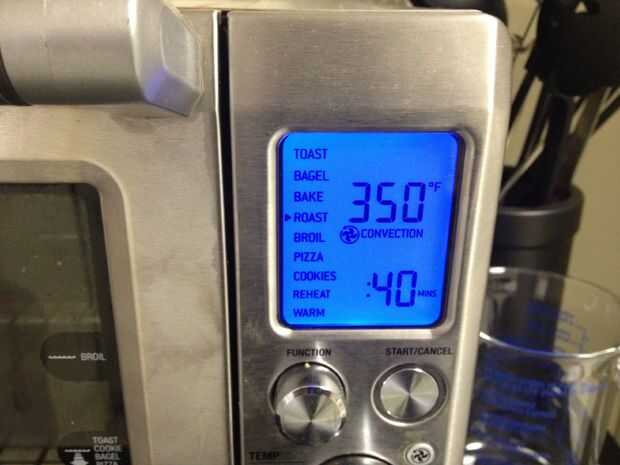 TOAST
BAGEL
BAKE
ROAST
BROIL
PIZZA
COOKIES
REHEAT
WARM
350°F
CONVECTION
:40 MINS
FUNCTION
START/CANCEL
TEMP
BROIL
TOAST
COOKIE
BAGEL
PIZZA